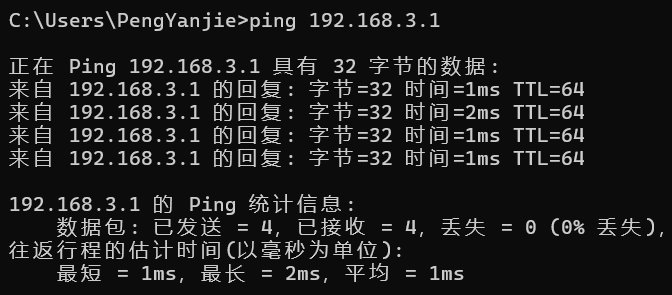 C:\Users\PengYanjie>ping 192.168.3.1
正在 Ping 192.168.3.1 具有 32 字节的数据:
来自 192.168.3.1 的回复: 字节=32 时间=1ms TTL=64
来自 192.168.3.1 的回复: 字节=32 时间=2ms TTL=64
来自 192.168.3.1 的回复: 字节=32 时间=1ms TTL=64
来自 192.168.3.1 的回复: 字节=32 时间=1ms TTL=64
192.168.3.1 的 Ping 统计信息:
数据包: 已发送 = 4, 已接收 = 4, 丢失 = 0 (0% 丢失),
往返行程的估计时间(以毫秒为单位):
最短 = 1ms, 最长 = 2ms, 平均 = 1ms